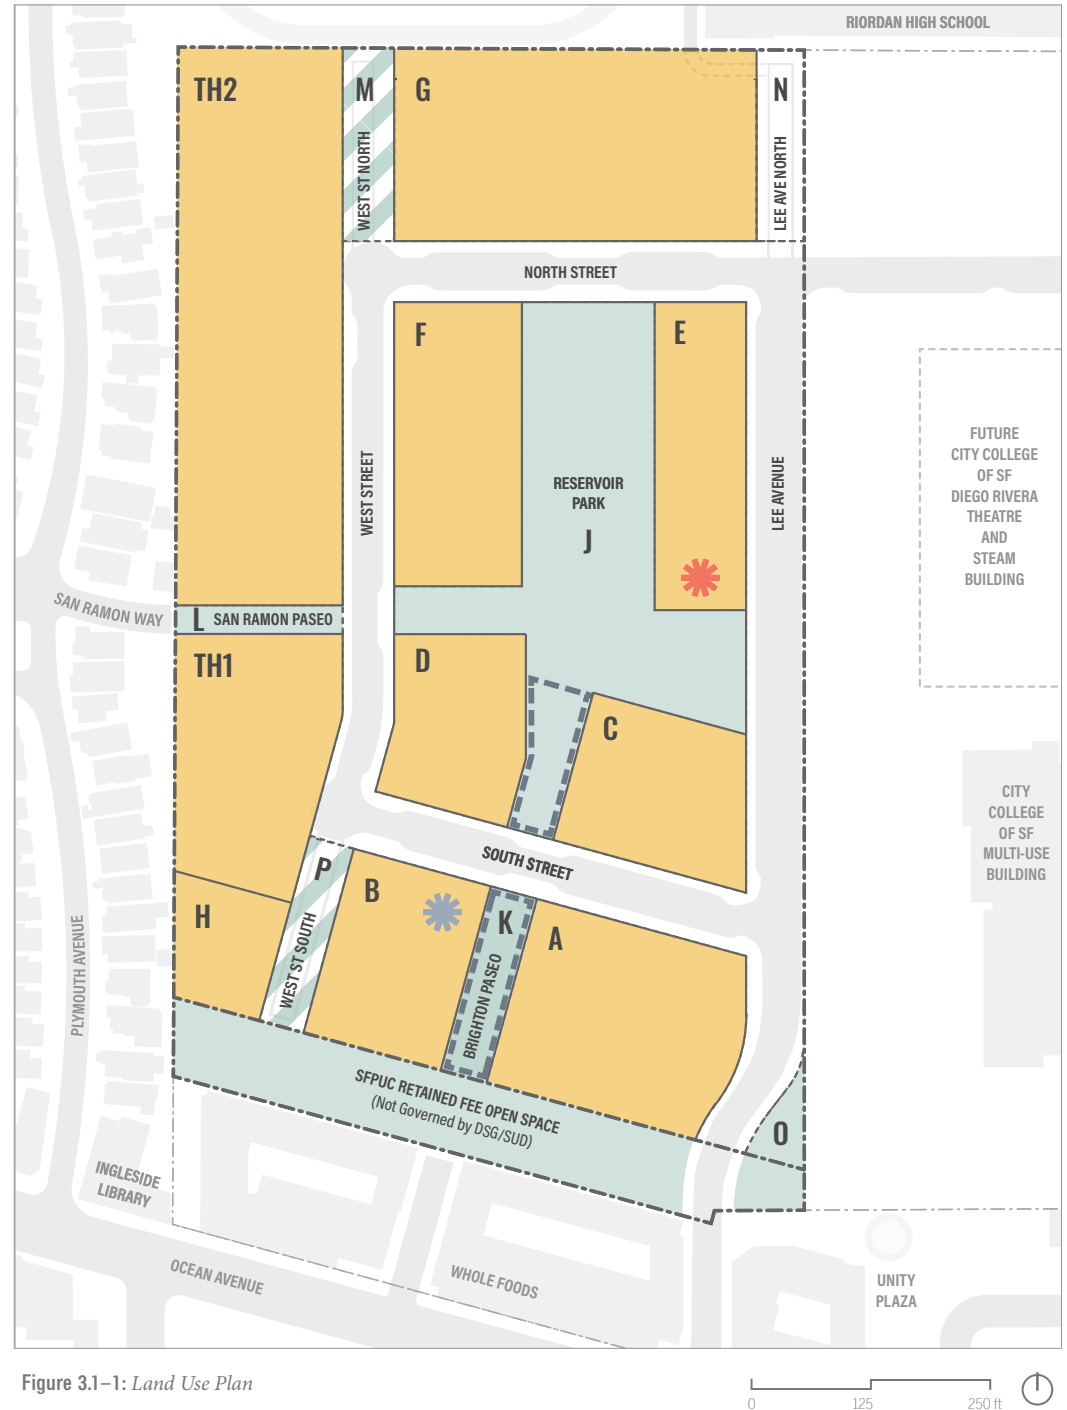 RIORDAN HIGH SCHOOL
TH2
M
G
N
WEST ST NORTH
LEE AVE NORTH
NORTH STREET
F
E
RESERVOIR
PARK
J
WEST STREET
LEE AVENUE
FUTURE
CITY COLLEGE
OF SF
DIEGO RIVERA
THEATRE
AND
STEAM
BUILDING
SAN RAMON WAY
L SAN RAMON PASEO
TH1
D
C
CITY
COLLEGE
OF SF
MULTI-USE
BUILDING
SOUTH STREET
P
B
H
K
A
WEST ST SOUTH
BRIGHTON PASEO
PLYMOUTH AVENUE
SFPUC RETAINED FEE OPEN SPACE
(Not Governed by DSG/SUD)
O
INGLESIDE
LIBRARY
OCEAN AVENUE
WHOLE FOODS
UNITY
PLAZA
Figure 3.1–1: Land Use Plan
0 125 250 ft